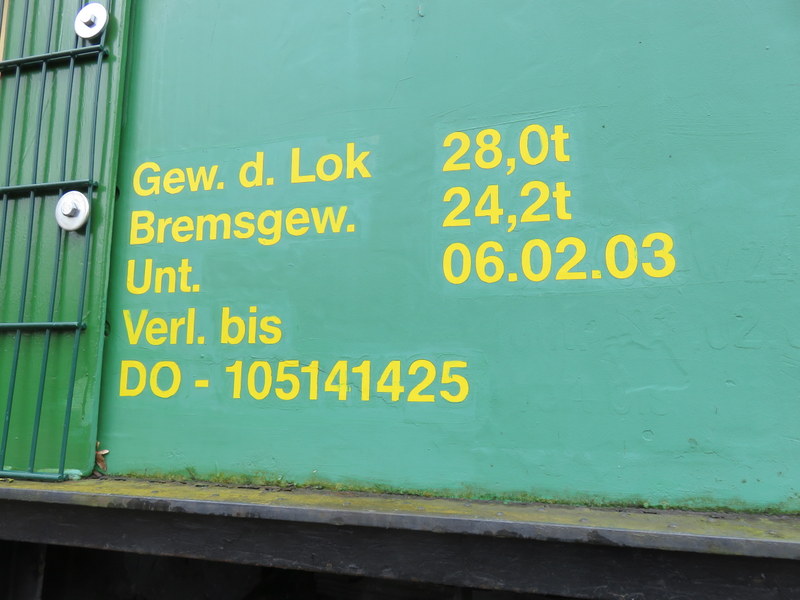 Gew. d. Lok 28,0t
Bremsgew. 24,2t
Unt. 06.02.03
Verl. bis
DO - 105141425